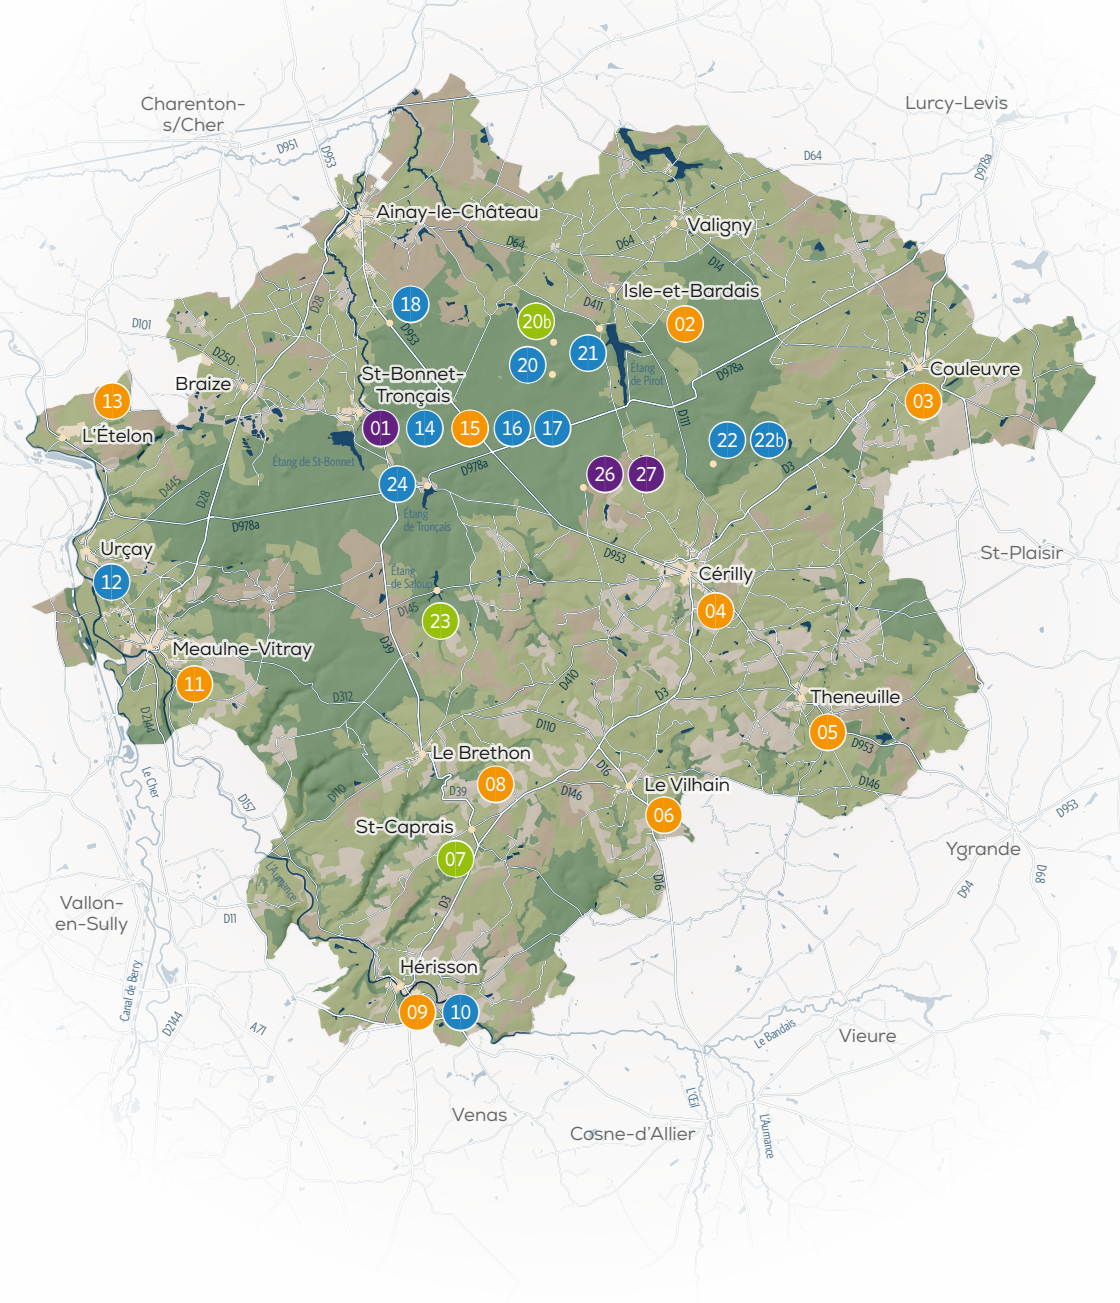 Charenton-
s/Cher
Lurcy-Levis
D951
D953
D64
D978a
Ainay-le-Château
Valigny
D64
D64
D14
Isle-et-Bardais
D28
18
D953
20b
D411
02
D101
D3
D250
20
21
Étang
de Pirot
D978a
Couleuvre
Braize
St-Bonnet-
Tronçais
13
03
L'Ételon
01
14
15
16
17
D111
22
22b
Étang de St-Bonnet
D978a
D3
26
27
D445
D28
24
Étang
de Tronçais
D978a
Urçay
D953
St-Plaisir
12
Étang
de Saloup
Cérilly
D145
04
23
D39
Meaulne-Vitray
11
D312
D410
D3
Theneuille
D2144
D110
05
D953
Le Brethon
D16
Le Cher
08
D146
Le Vilhain
D146
D39
D110
D157
06
D953
St-Caprais
07
Ygrande
L'Aumance
D16
D98
D94
Vallon-
en-Sully
D11
D3
Hérisson
Canal de Berry
09
10
D2144
A71
Le Bandais
Vieure
L'Œil
Venas
L'Aumance
Cosne-d'Allier